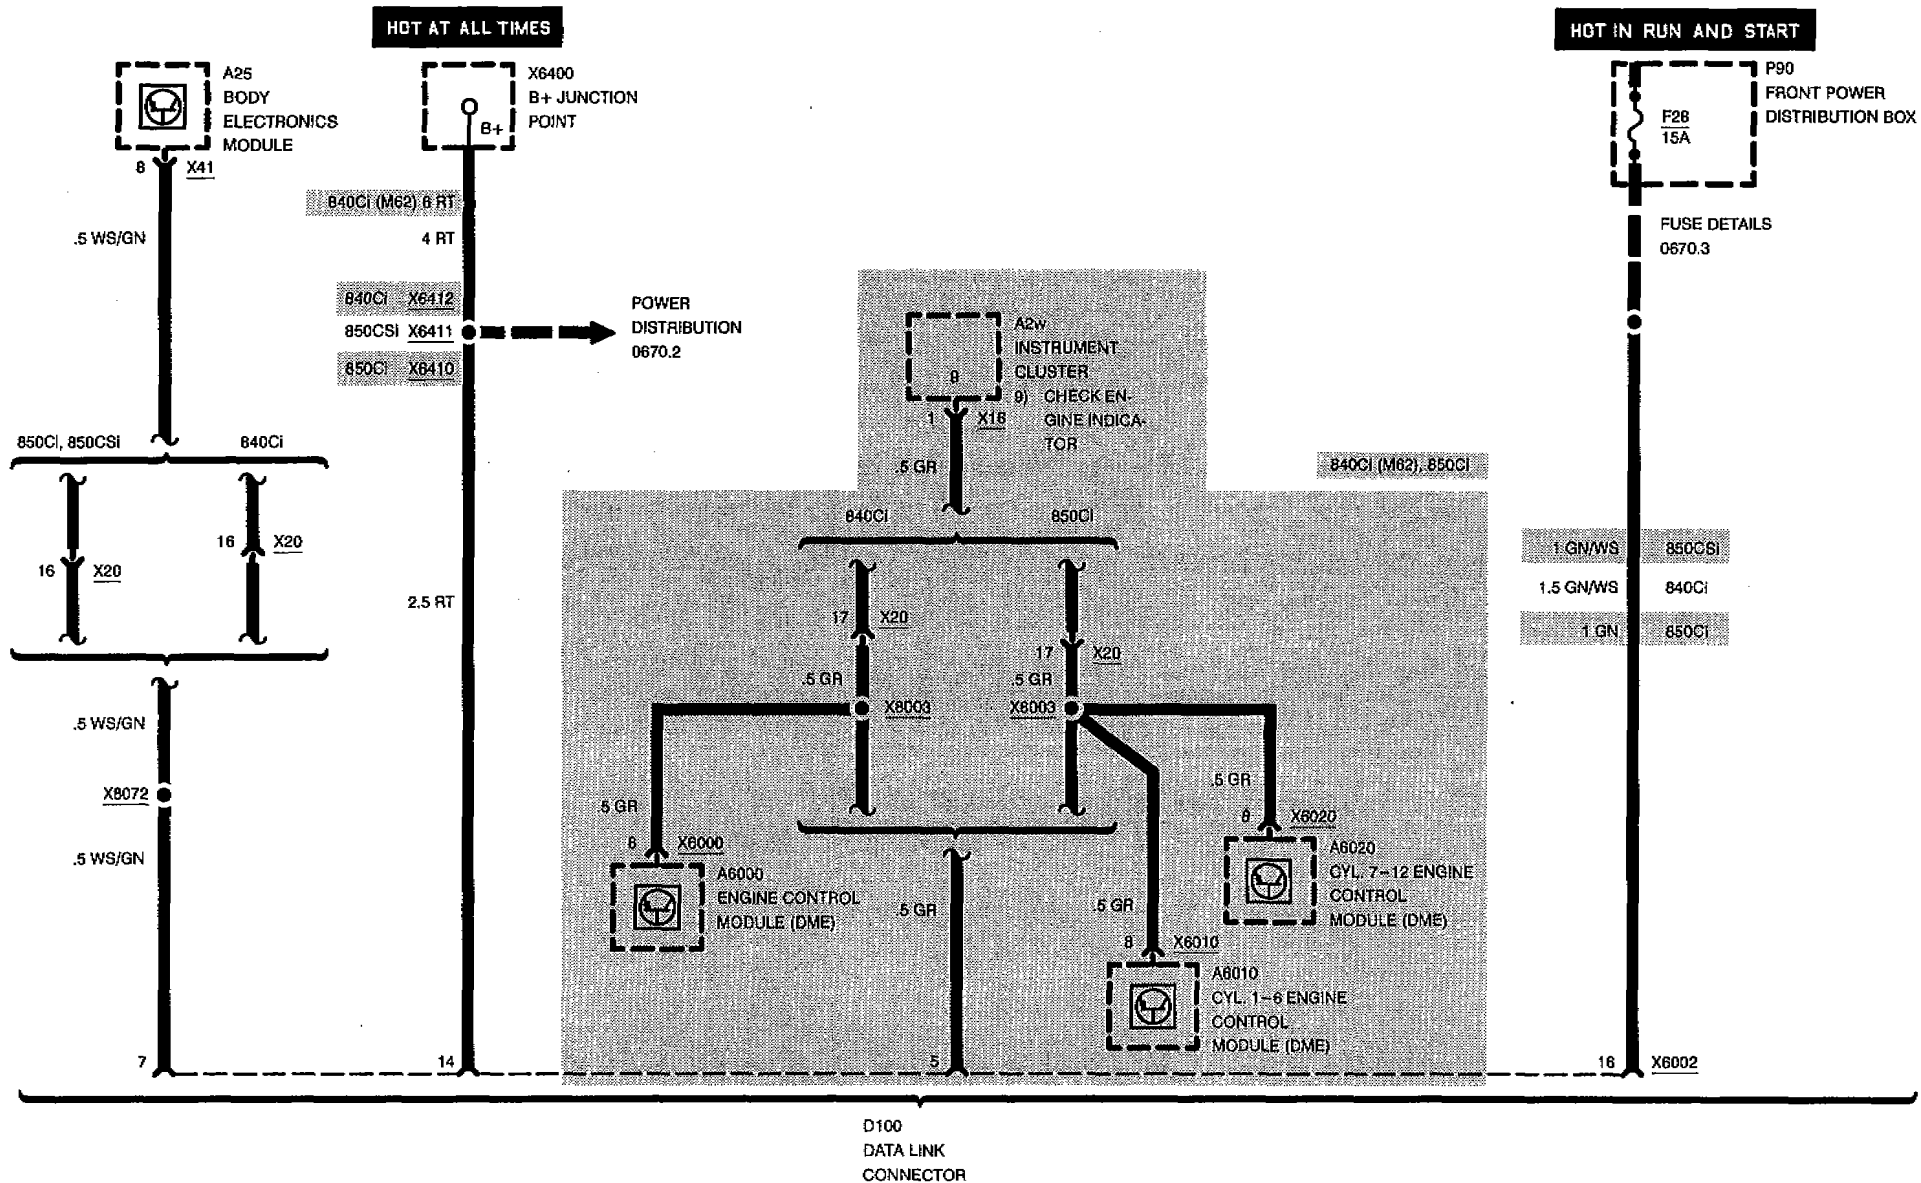 HOT AT ALL TIMES
HOT IN RUN AND START
A25
BODY
ELECTRONICS
MODULE
8 X41
X6400
B+ JUNCTION
POINT
B+
P90
FRONT POWER
DISTRIBUTION BOX
F28
15A
FUSE DETAILS
0670.3
.5 WS/GN
840Ci (M62) 6 RT
4 RT
840Ci X6412
850CSi X6411
850Ci X6410
POWER
DISTRIBUTION
0670.2
A2w
INSTRUMENT
CLUSTER
9) CHECK EN-
GINE INDICA-
TOR
9
1 X16
.5 GR
850Ci, 850CSi
840Ci
16 X20
16 X20
2.5 RT
840Ci (M62), 850Ci
840Ci
850Ci
17 X20
17 X20
.5 GR
.5 GR
X6003
X6003
1 GN/WS 850CSi
1.5 GN/WS 840Ci
1 GN 850Ci
.5 WS/GN
X6072
.5 WS/GN
.5 GR
6 X6000
A6000
ENGINE CONTROL
MODULE (DME)
.5 GR
.5 GR
8 X6020
A6020
CYL. 7-12 ENGINE
CONTROL
MODULE (DME)
.5 GR
8 X6010
A6010
CYL. 1-6 ENGINE
CONTROL
MODULE (DME)
7
14
5
16 X6002
D100
DATA LINK
CONNECTOR